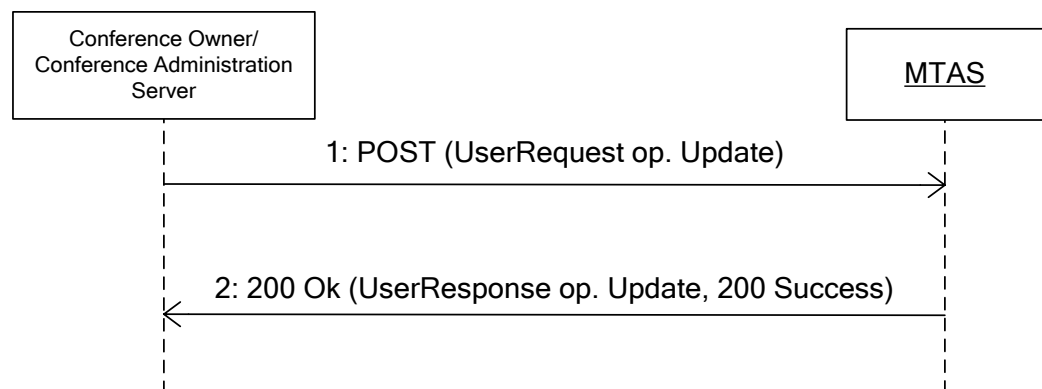 Conference Owner/
Conference Administration
Server
MTAS
1: POST (UserRequest op. Update)
2: 200 Ok (UserResponse op. Update, 200 Success)